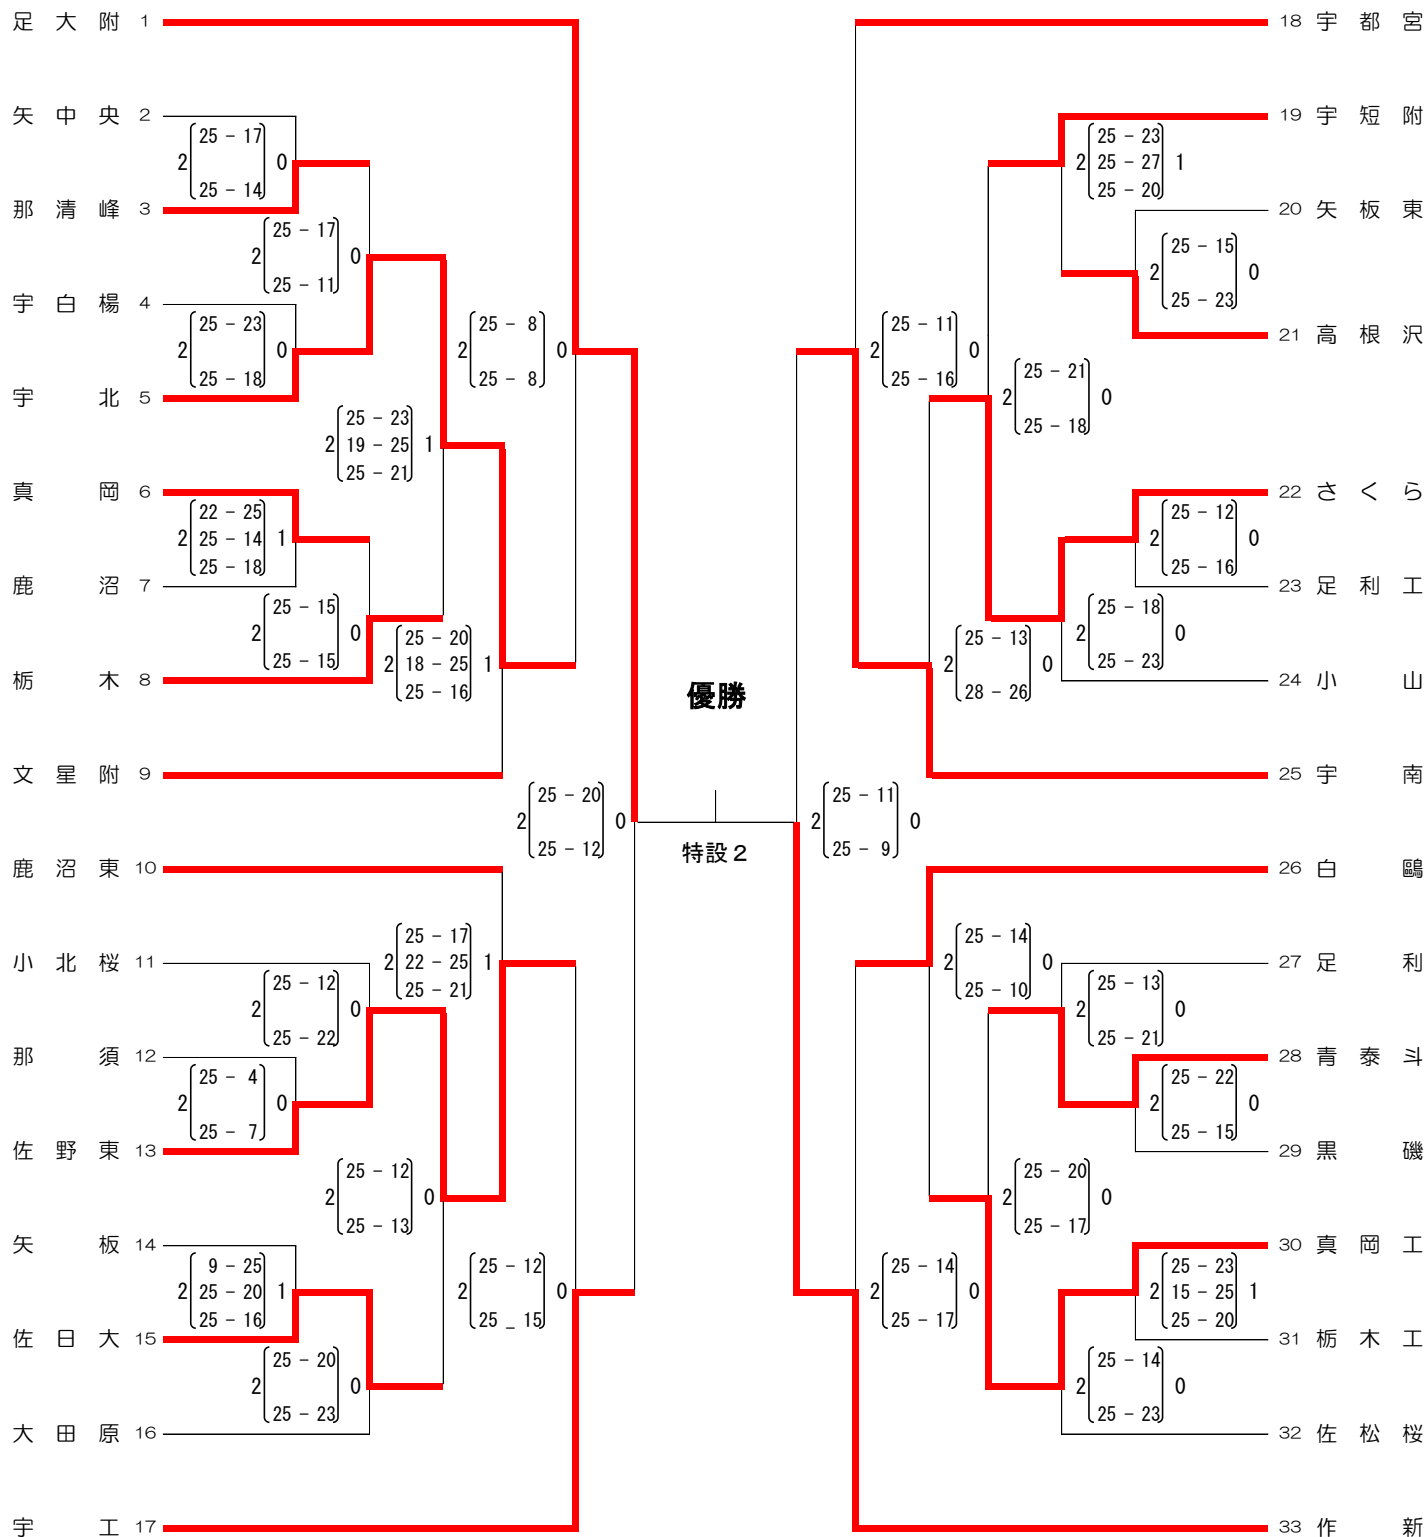 足大附 1
矢中央 2
25 - 17
2 0
25 - 14
那清峰 3
25 - 17
2 0
25 - 11
宇白楊 4
25 - 23
2 0
25 - 18
宇北 5
25 - 8
2 0
25 - 8
25 - 23
2 19 - 25 1
25 - 21
真岡 6
22 - 25
2 25 - 14 1
25 - 18
鹿沼 7
25 - 15
2 0
25 - 15
25 - 20
2 18 - 25 1
25 - 16
栃木 8
文星附 9
25 - 20
2 0
25 - 12
鹿沼東 10
25 - 17
2 22 - 25 1
25 - 21
小北桜 11
25 - 12
2 0
25 - 22
那須 12
25 - 4
2 0
25 - 7
佐野東 13
25 - 12
2 0
25 - 13
矢板 14
9 - 25
2 25 - 20 1
25 - 16
25 - 12
2 0
25 _ 15
佐日大 15
25 - 20
2 0
25 - 23
大田原 16
宇工 17
優勝
特設2
18 宇都宮
19 宇短附
25 - 23
2 25 - 27 1
25 - 20
20 矢板東
25 - 15
2 0
25 - 23
21 高根沢
25 - 11
2 0
25 - 16
25 - 21
2 0
25 - 18
22 さくら
25 - 12
2 0
25 - 16
23 足利工
25 - 18
2 0
25 - 23
25 - 13
2 0
28 - 26
24 小山
25 宇南
25 - 11
2 0
25 - 9
26 白鷗
25 - 14
2 0
25 - 10
27 足利
25 - 13
2 0
25 - 21
28 青泰斗
25 - 22
2 0
25 - 15
29 黒磯
25 - 20
2 0
25 - 17
30 真岡工
25 - 23
2 15 - 25 1
25 - 20
25 - 14
2 0
25 - 17
31 栃木工
25 - 14
2 0
25 - 23
32 佐松桜
33 作新